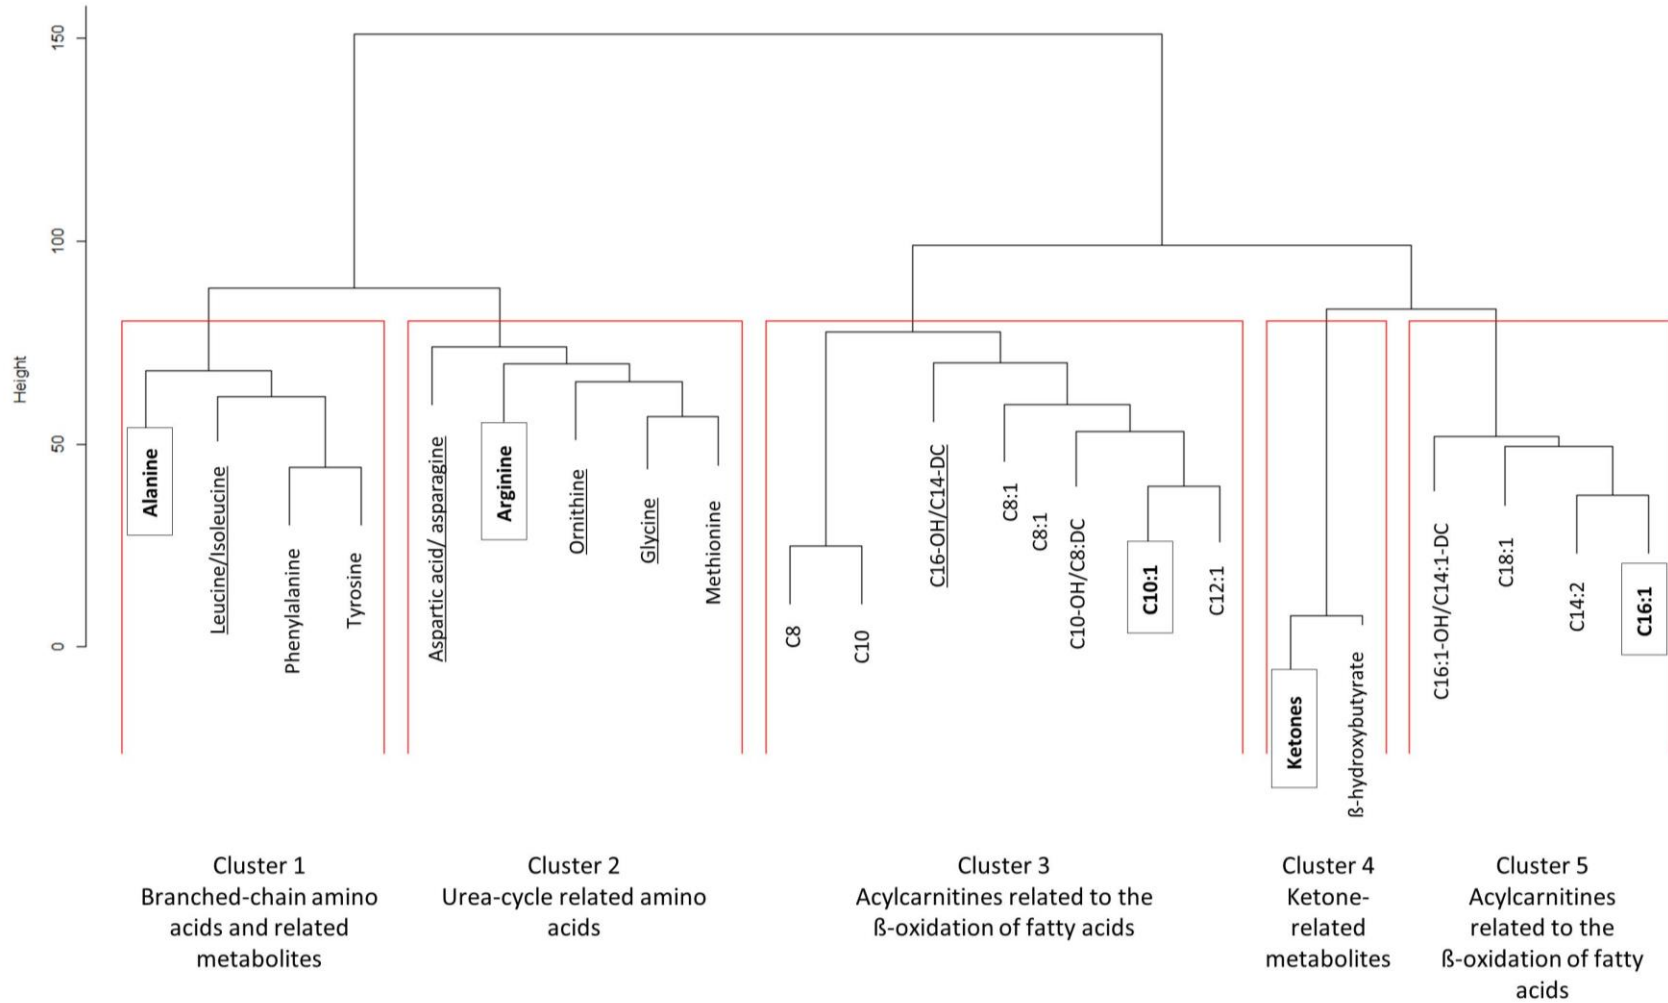 150
100
50
0
Height
Alanine
Leucine/Isoleucine
Phenylalanine
Tyrosine
Aspartic acid/ asparagine
Arginine
Ornithine
Glycine
Methionine
C8
C10
C16-OH/C14-DC
C8:1
C8:1
C10-OH/C8:DC
C10:1
C12:1
Ketones
ß-hydroxybutyrate
C16:1-OH/C14:1-DC
C18:1
C14:2
C16:1
Cluster 1
Branched-chain amino
acids and related
metabolites
Cluster 2
Urea-cycle related amino
acids
Cluster 3
Acylcarnitines related to the
ß-oxidation of fatty acids
Cluster 4
Ketone-
related
metabolites
Cluster 5
Acylcarnitines
related to the
ß-oxidation of fatty
acids